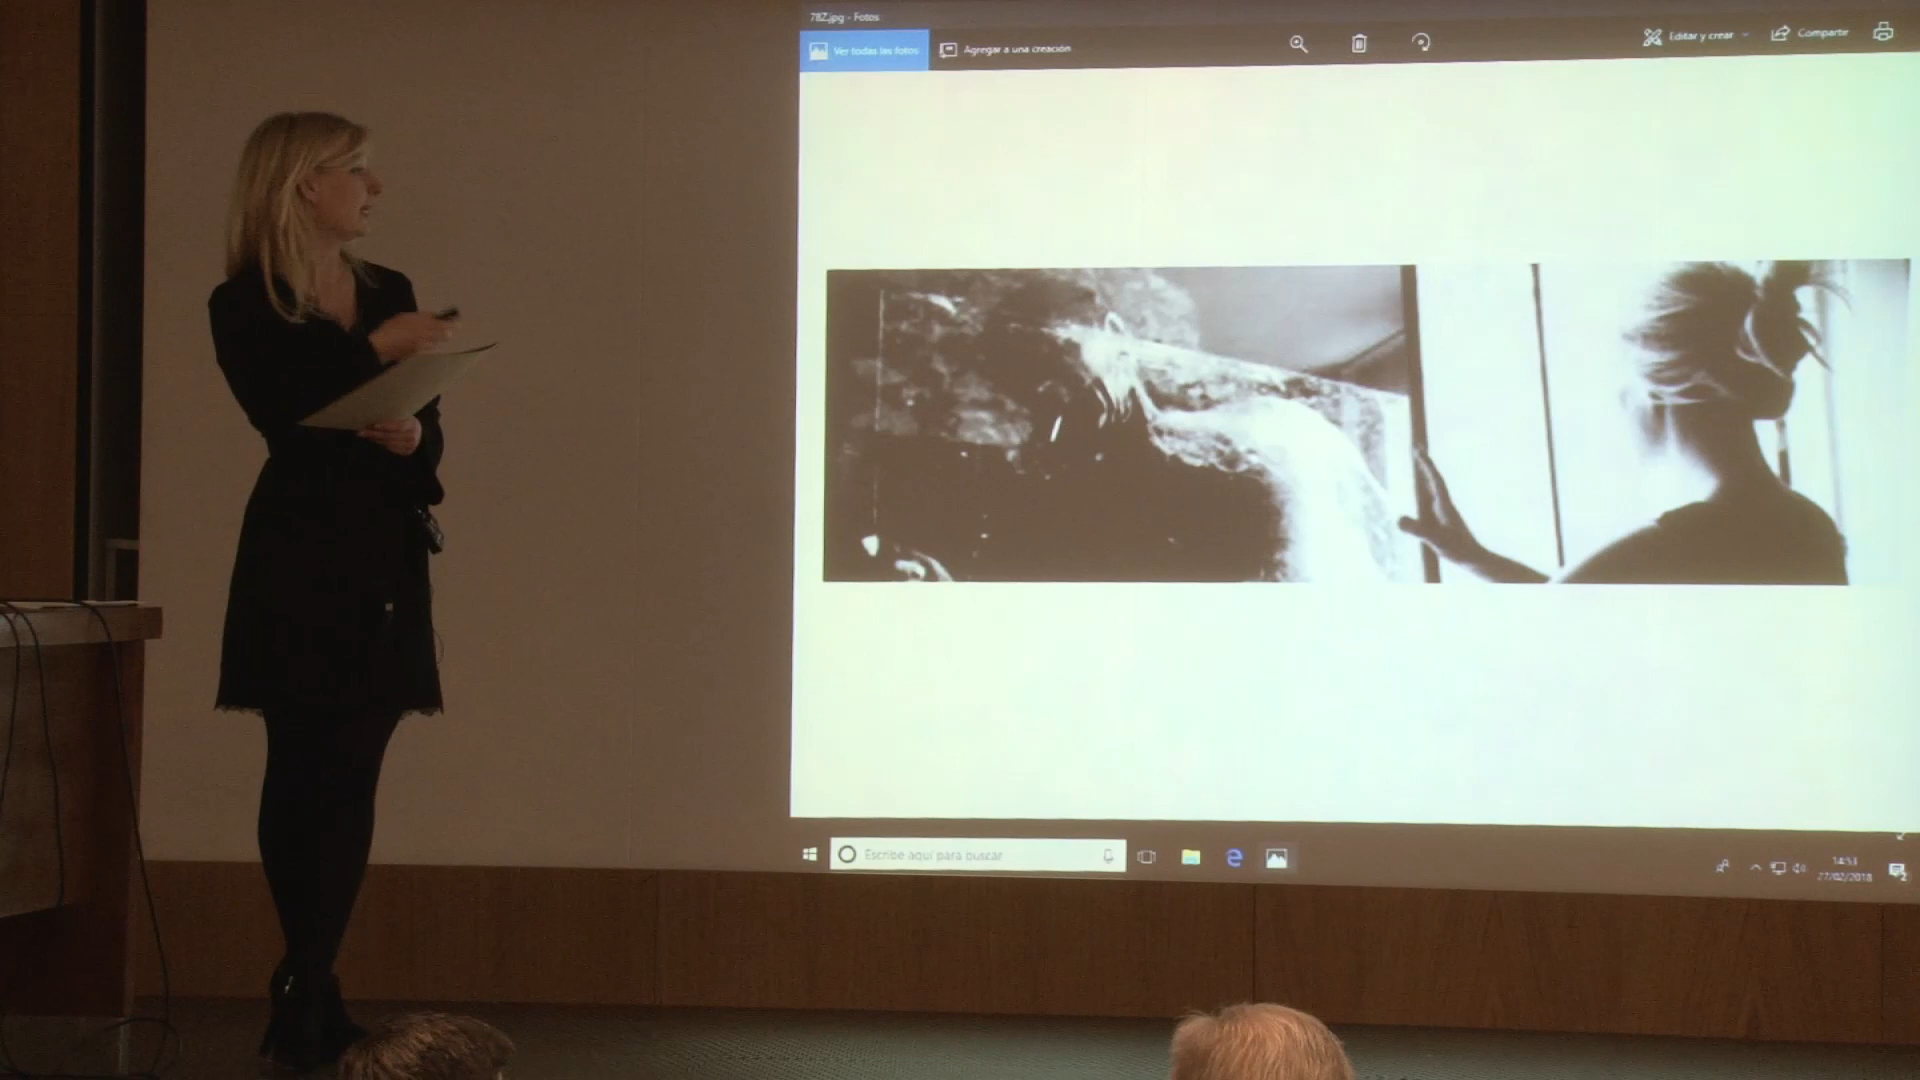 78Z.jpg - Fotos
Ver todas las fotos
Agregar a una creación
Editar y crear
Compartir
Escribe aquí para buscar
14:53
27/02/2018